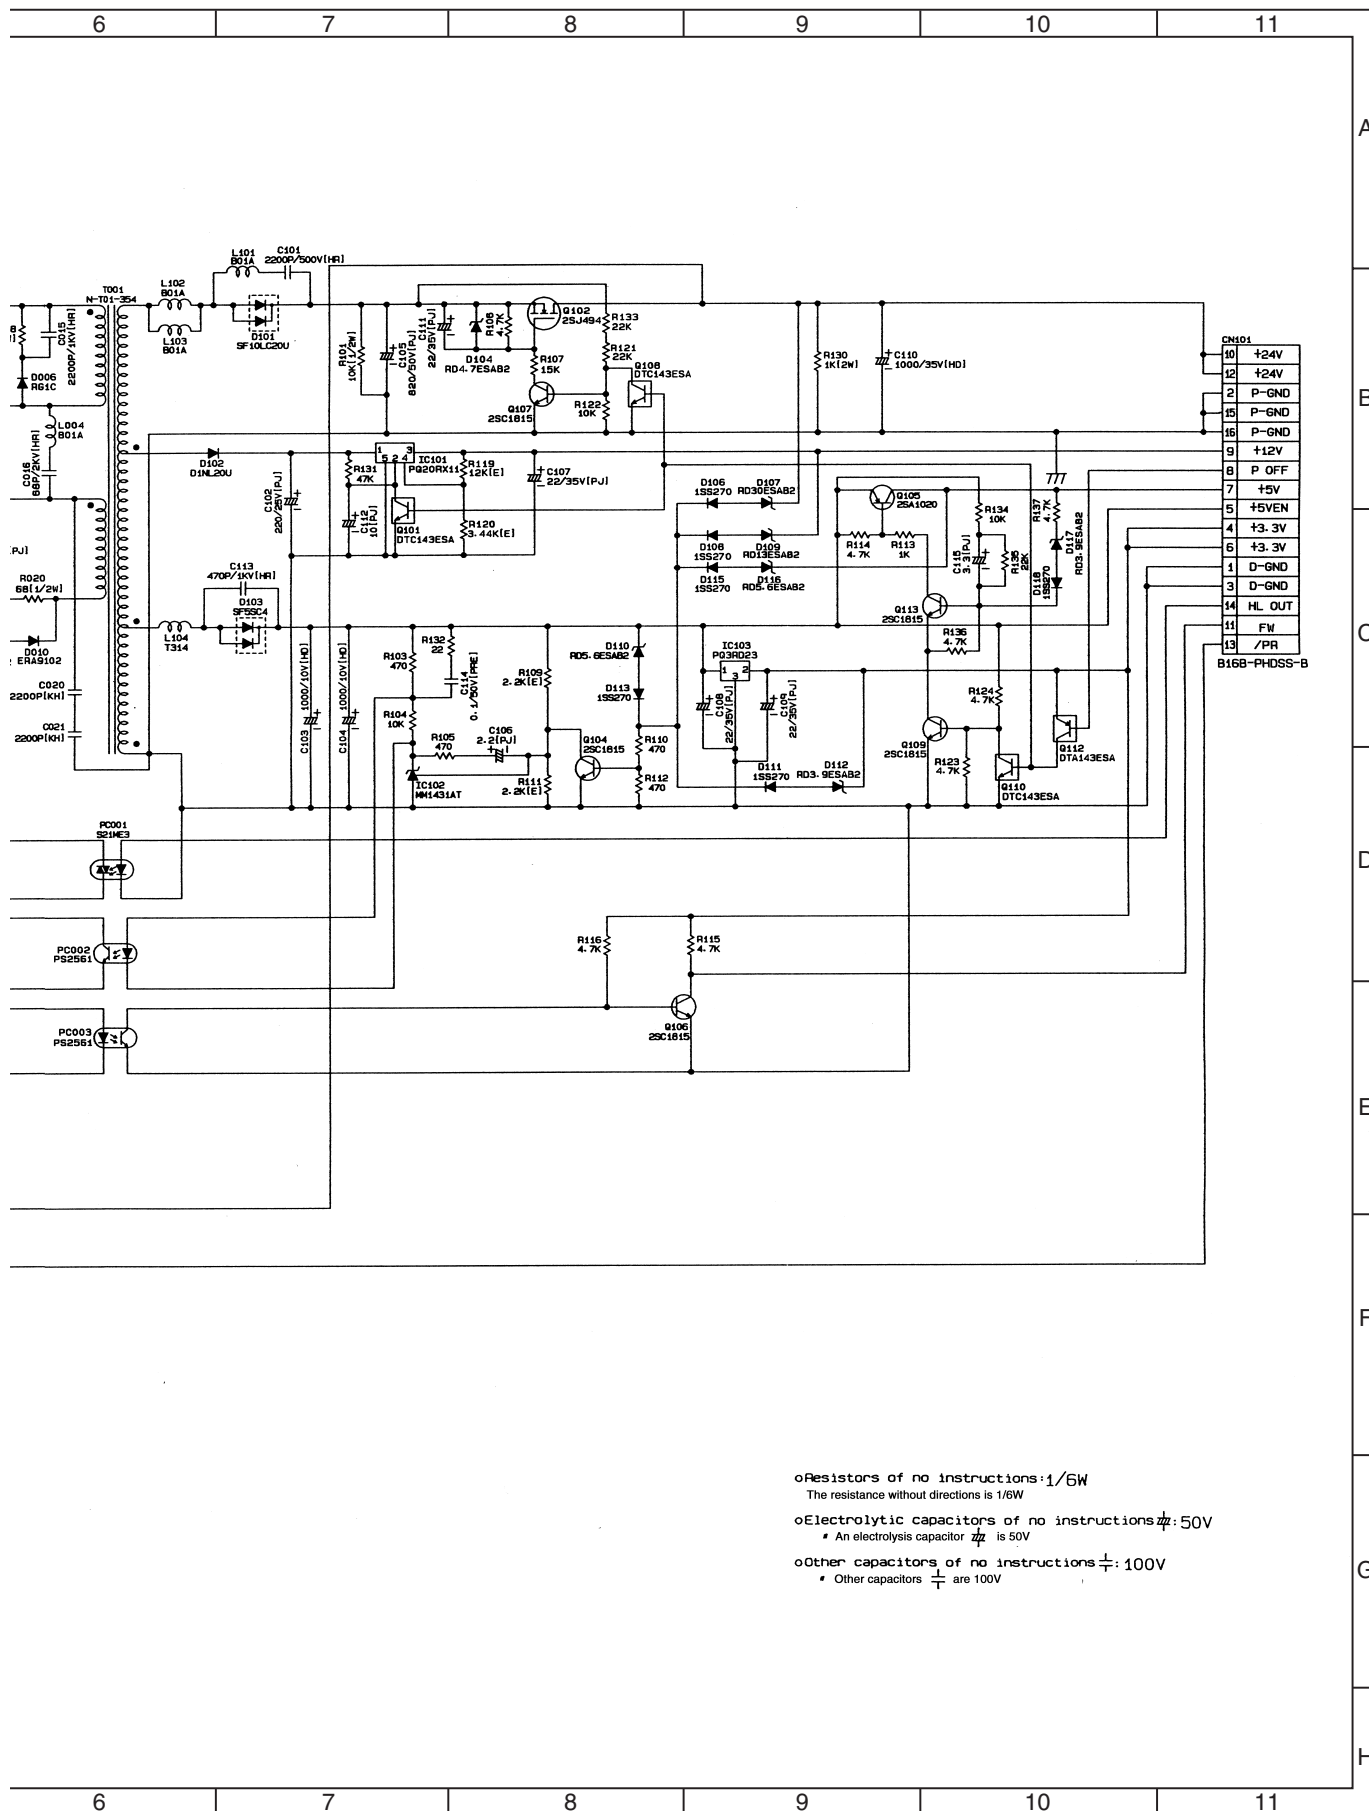 6 7 8 9 10 11
A
B
C
D
E
F
G
H
T001
N-T01-354
L101
B01A
C101
2200P/500V[HR]
L102
B01A
L103
B01A
D101
SF10LC20U
C015
2200P/1KV[HR]
D006
RG1C
L004
B01A
C016
68P/2KV[HR]
R101
10K[1/2W]
C105
820/50V[PJ]
C111
22/35V[PJ]
D104
RD4.7ESAB2
R106
4.7K
Q102
2SJ494
R107
15K
Q107
2SC1815
R133
22K
R121
22K
R122
10K
Q108
DTC143ESA
R130
1K[2W]
C110
1000/35V[HD]
CN101
10 +24V
12 +24V
2 P-GND
15 P-GND
16 P-GND
9 +12V
8 P OFF
7 +5V
5 +5VEN
4 +3.3V
6 +3.3V
1 D-GND
3 D-GND
14 HL OUT
11 FW
13 /PR
B16B-PHDSS-B
D102
D1NL20U
C102
220/25V[PJ]
R131
47K
C112
10[PJ]
1 3
5 2 4
IC101
PQ20RX11
Q101
DTC143ESA
R119
12K[E]
R120
3.44K[E]
C107
22/35V[PJ]
D106
1SS270
D107
RD30ESAB2
D108
1SS270
D109
RD13ESAB2
D115
1SS270
D116
RD5.6ESAB2
Q105
2SA1020
R114
4.7K
R113
1K
R134
10K
C115
3.3[PJ]
R135
22K
R137
4.7K
D117
RD3.9ESAB2
D118
1SS270
Q113
2SC1815
R136
4.7K
PJ]
R020
68[1/2W]
D010
ERA9102
C020
2200P[KH]
C021
2200P[KH]
C113
470P/1KV[HR]
D103
SF5SC4
L104
T314
C103
1000/10V[HD]
C104
1000/10V[HD]
R103
470
R104
10K
R132
22
C114
0.1/50V[PRE]
R105
470
C106
2.2[PJ]
IC102
MM1431AT
R109
2.2K[E]
R111
2.2K[E]
Q104
2SC1815
D110
RD5.6ESAB2
D113
1SS270
R110
470
R112
470
IC103
PQ3RD23
1 2
3
C108
22/35V[PJ]
C109
22/35V[PJ]
D111
1SS270
D112
RD3.9ESAB2
Q109
2SC1815
R123
4.7K
R124
4.7K
Q110
DTC143ESA
Q112
DTA143ESA
PC001
S21ME3
PC002
PS2561
PC003
PS2561
R116
4.7K
R115
4.7K
Q106
2SC1815
oResistors of no instructions:1/6W
The resistance without directions is 1/6W
oElectrolytic capacitors of no instructions : 50V
An electrolysis capacitor is 50V
oOther capacitors of no instructions : 100V
Other capacitors are 100V
6 7 8 9 10 11